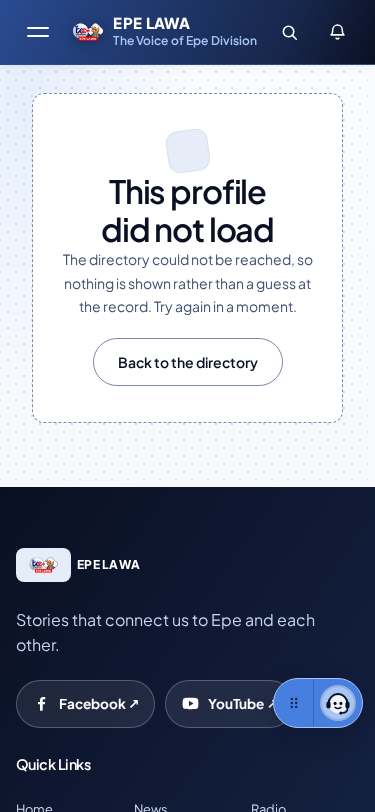 EPE LAWA
The Voice of Epe Division
This profile
did not load
The directory could not be reached, so
nothing is shown rather than a guess at
the record. Try again in a moment.
Back to the directory
EPE LAWA
Stories that connect us to Epe and each
other.
Facebook ↗
YouTube ↗
Quick Links
Home
News
Radio